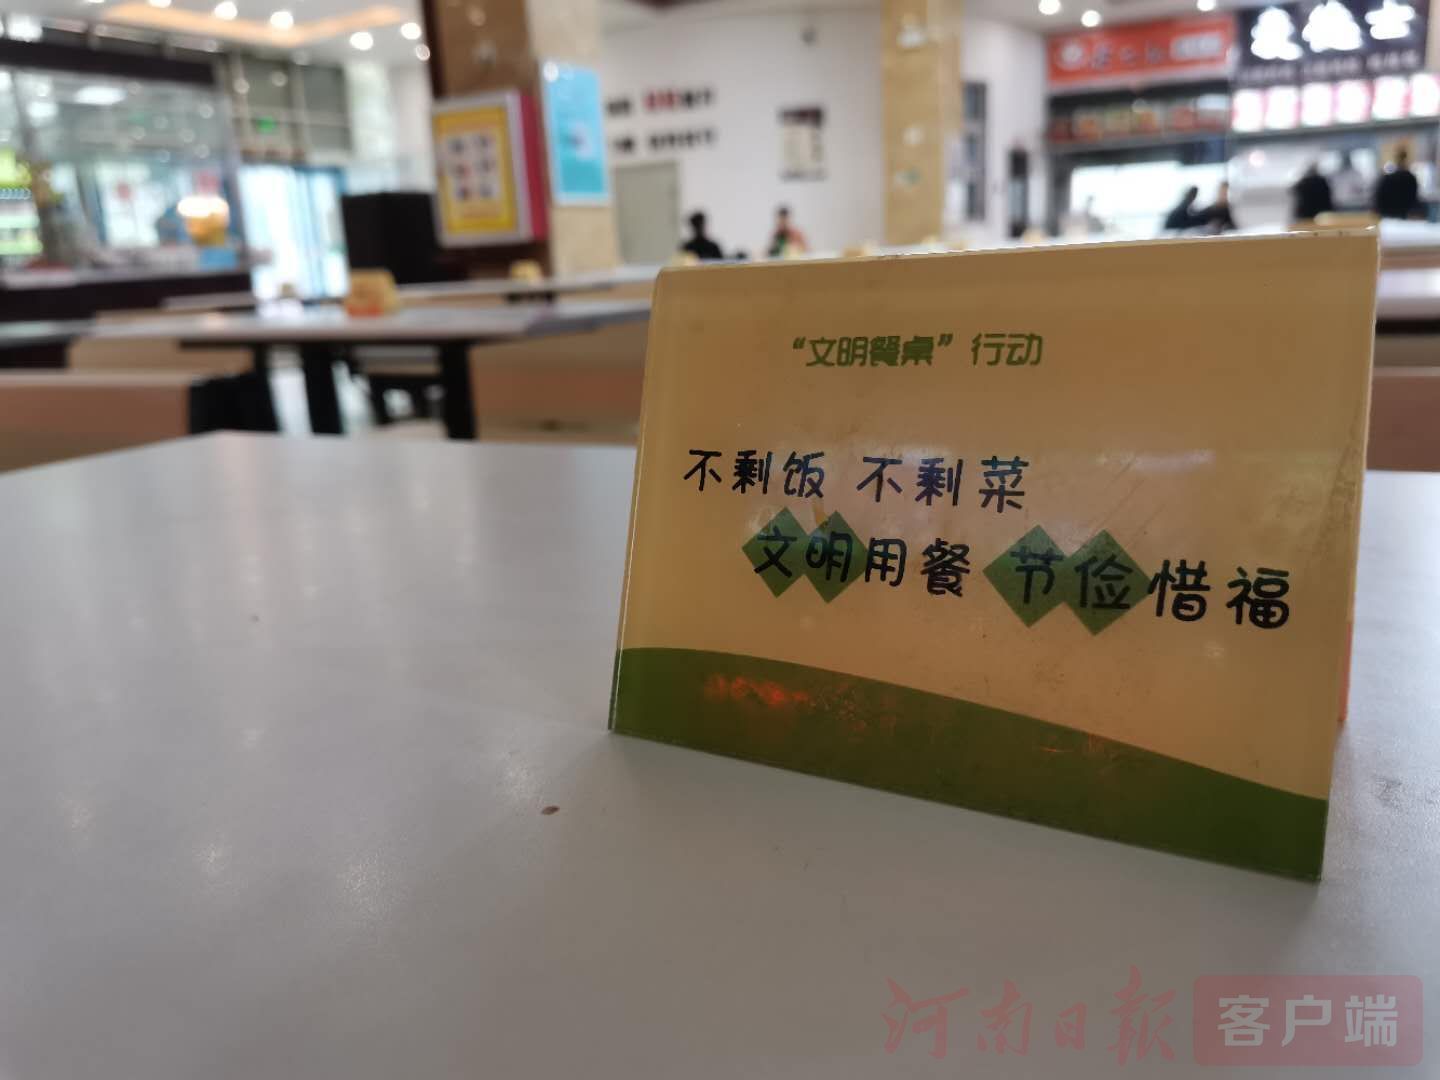 “文明餐桌”行动
不剩饭 不剩菜
文明用餐 节俭惜福
河南日报 客户端